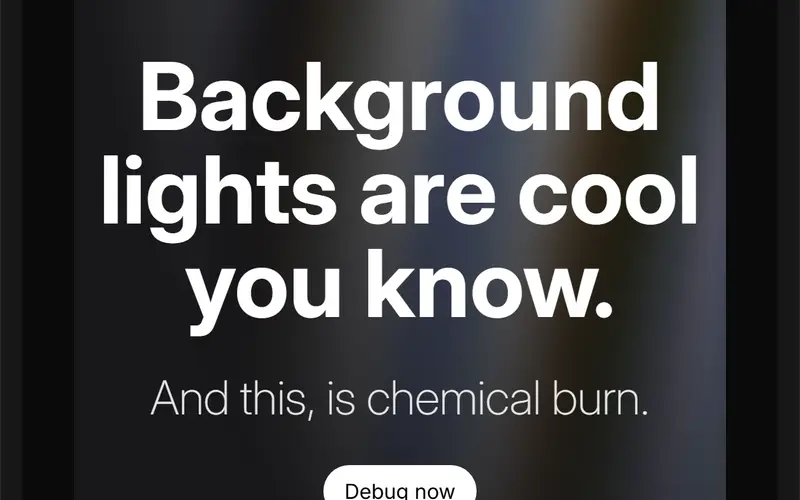 Background
lights are cool
you know.
And this, is chemical burn.
Debug now